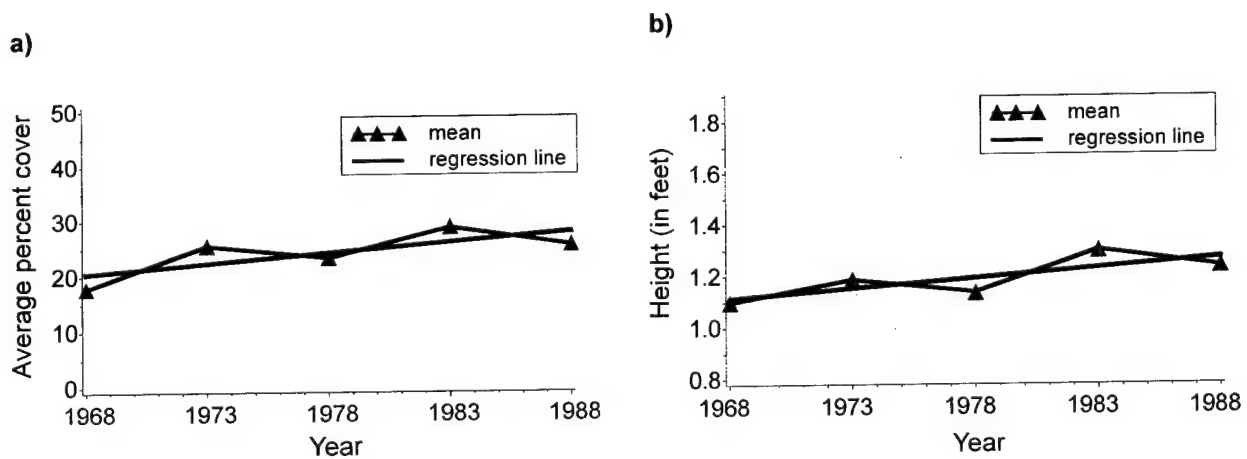 a)
Average percent cover
50
40
30
20
10
0
mean
regression line
1968 1973 1978 1983 1988
Year
b)
Height (in feet)
1.8
1.6
1.4
1.2
1.0
0.8
mean
regression line
1968 1973 1978 1983 1988
Year